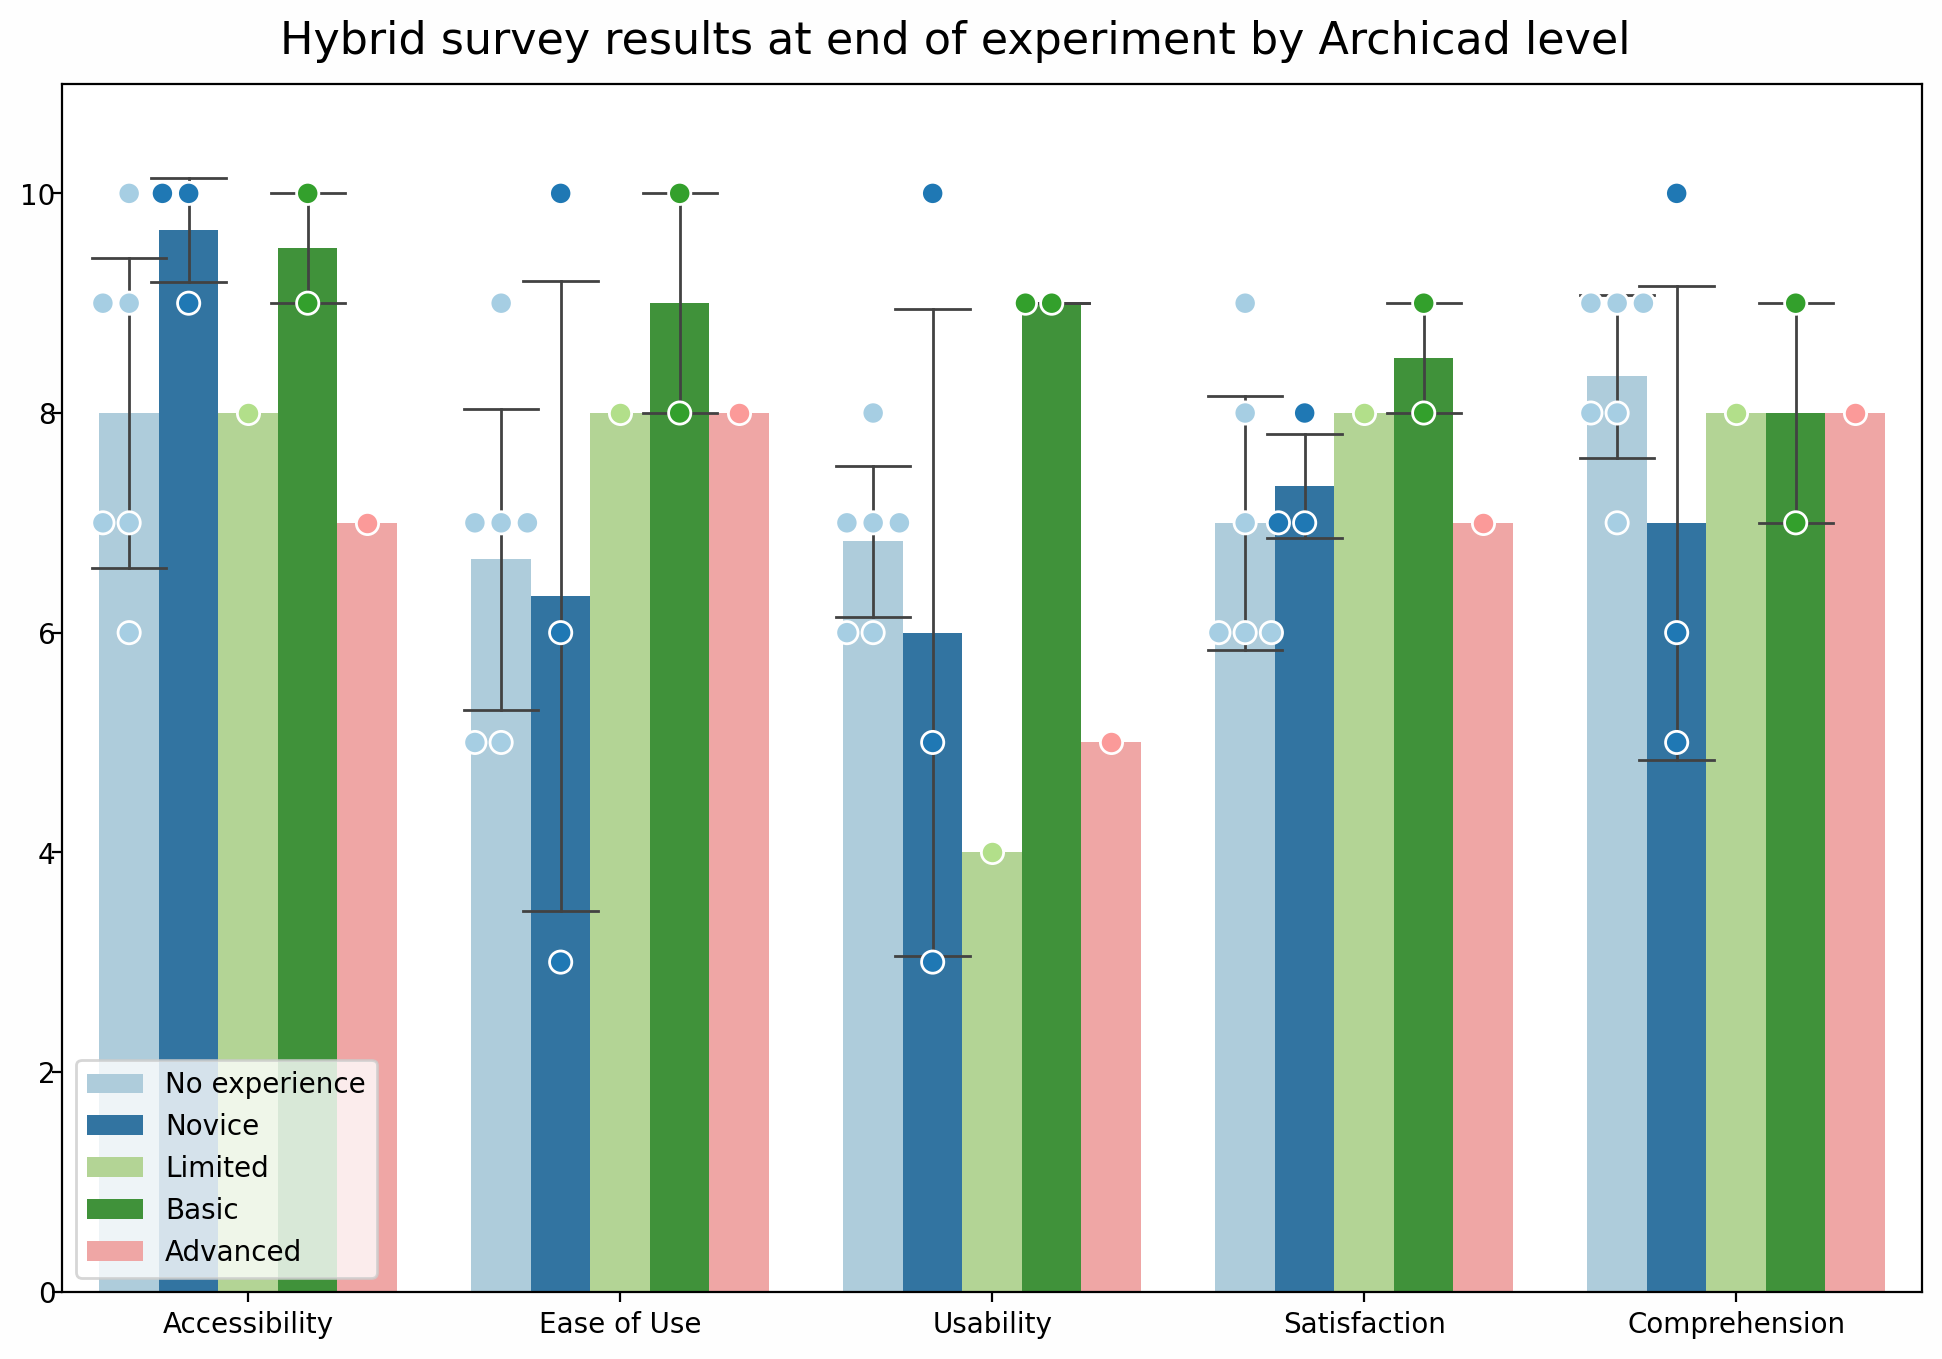 Hybrid survey results at end of experiment by Archicad level
10
8
6
4
2
0
No experience
Novice
Limited
Basic
Advanced
Accessibility Ease of Use Usability Satisfaction Comprehension